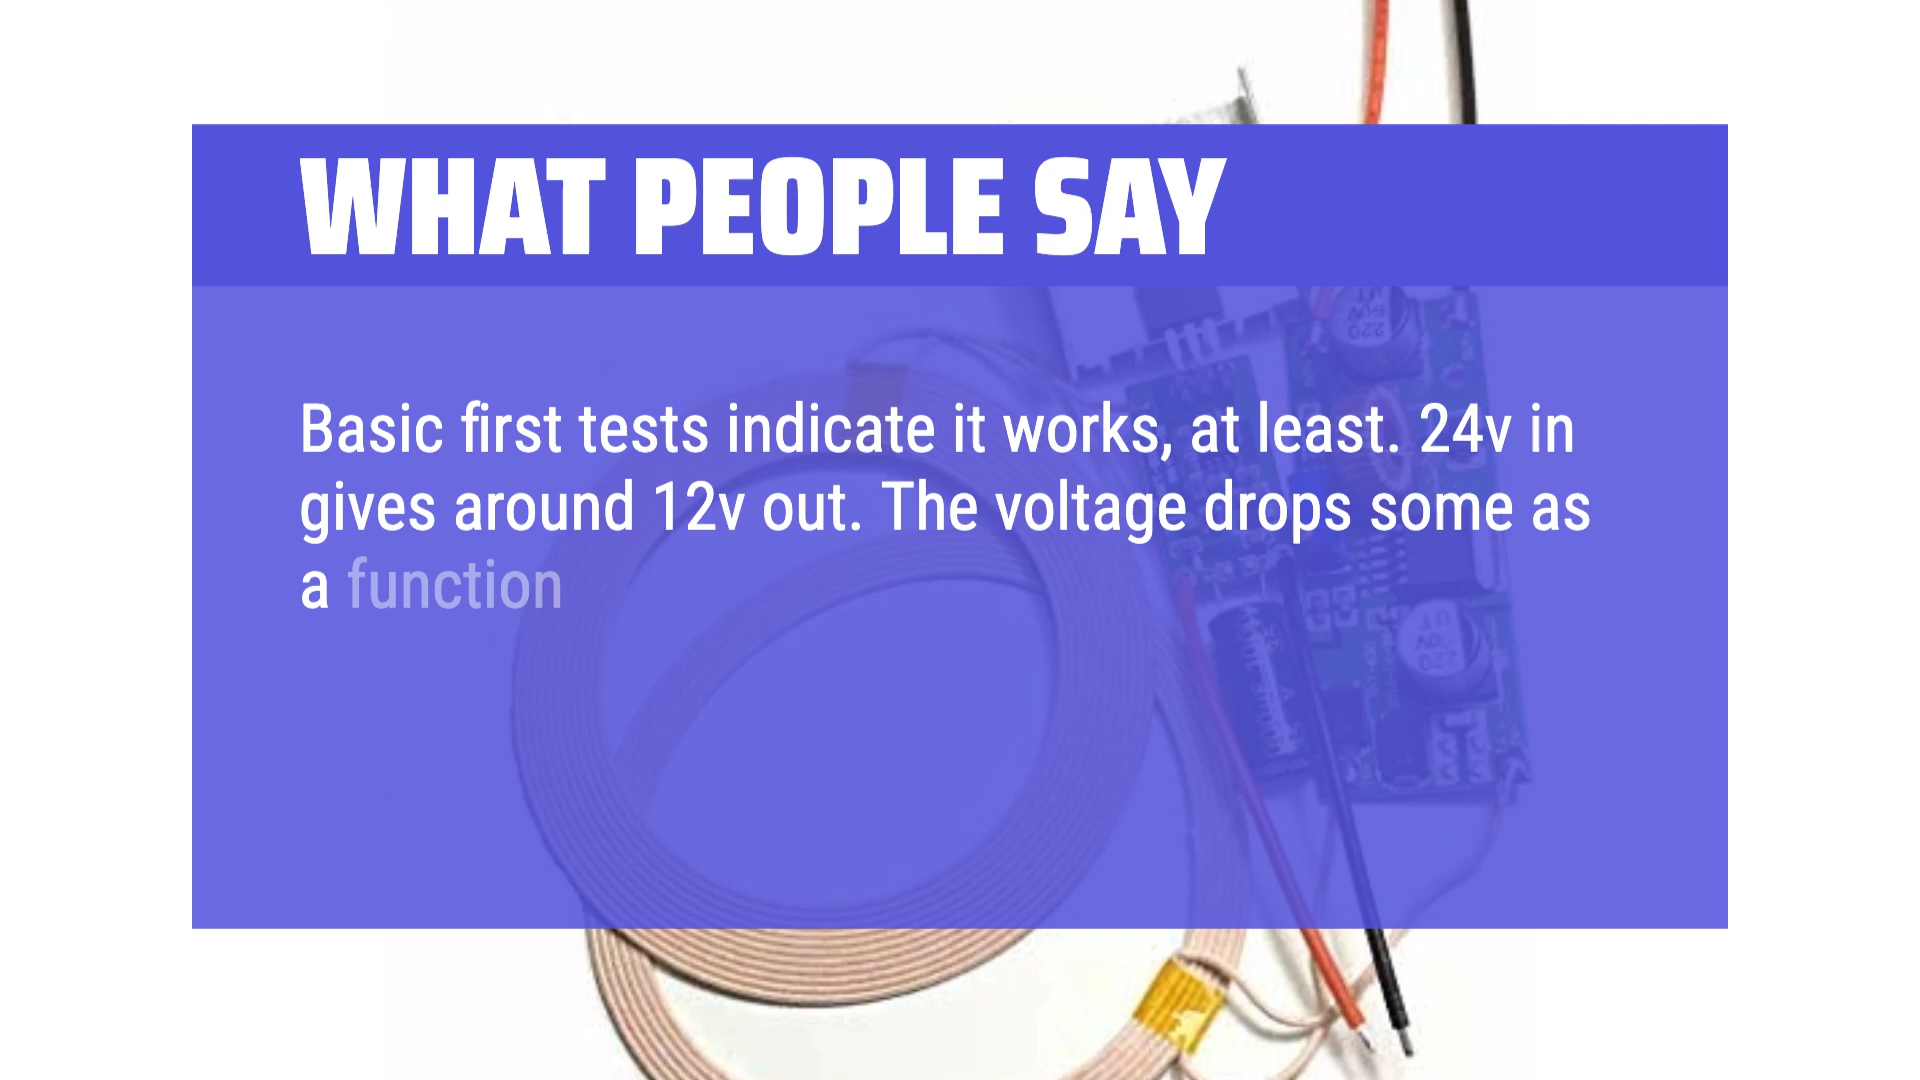 WHAT PEOPLE SAY
Basic first tests indicate it works, at least. 24v in
gives around 12v out. The voltage drops some as
a function
220